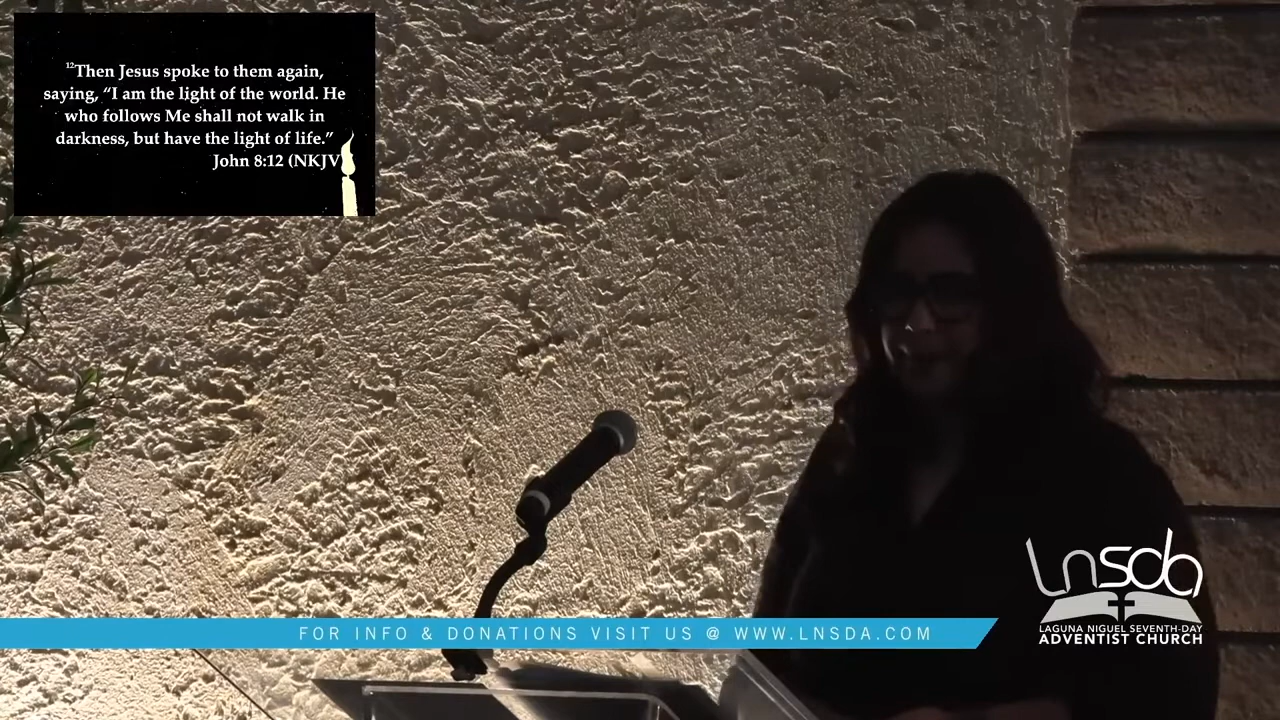 ¹²Then Jesus spoke to them again,
saying, “I am the light of the world. He
who follows Me shall not walk in
darkness, but have the light of life.”
John 8:12 (NKJV
FOR INFO & DONATIONS VISIT US @ WWW.LNSDA.COM
lnsda
LAGUNA NIGUEL SEVENTH-DAY
ADVENTIST CHURCH